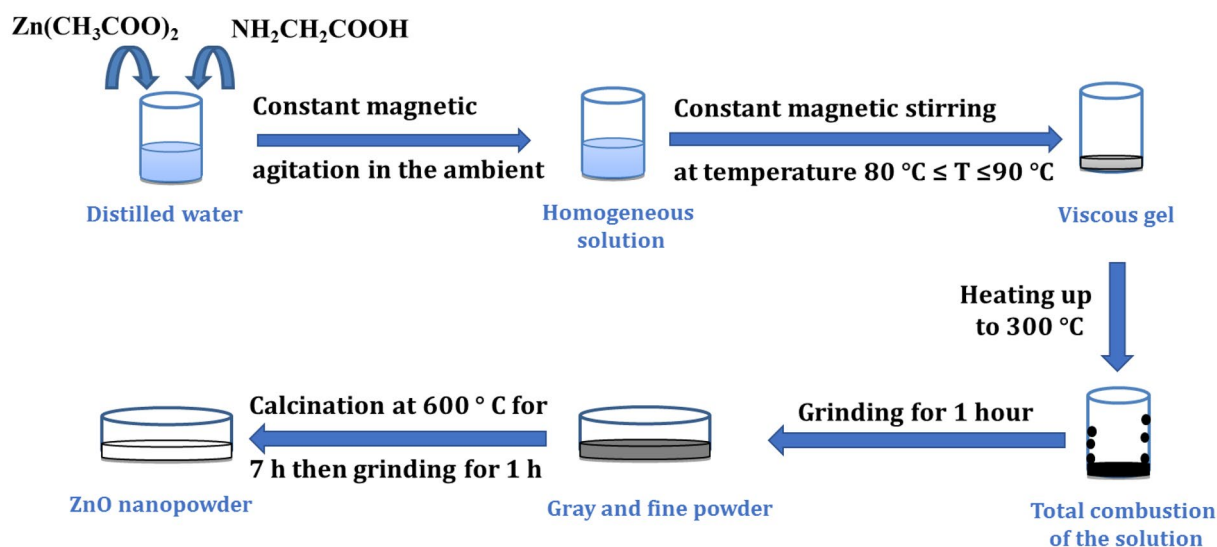 Zn(CH₃COO)₂
NH₂CH₂COOH
Constant magnetic
agitation in the ambient
Constant magnetic stirring
at temperature 80 °C ≤ T ≤90 °C
Distilled water
Homogeneous
solution
Viscous gel
Heating up
to 300 °C
Calcination at 600 ° C for
7 h then grinding for 1 h
Grinding for 1 hour
ZnO nanopowder
Gray and fine powder
Total combustion
of the solution